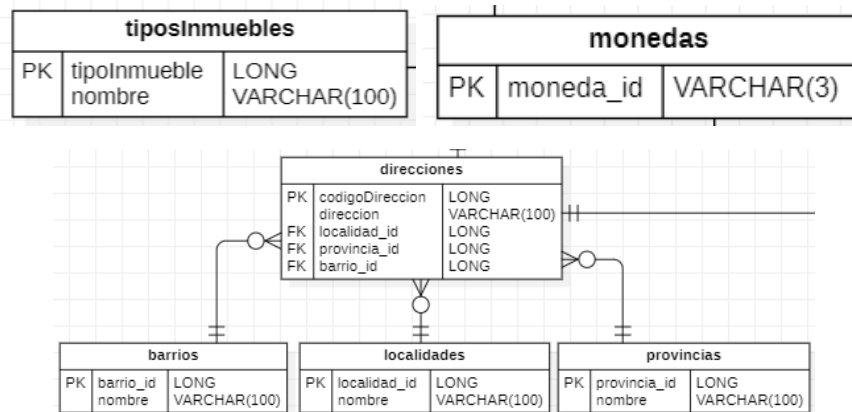 tiposInmuebles
PK tipoInmueble LONG
nombre VARCHAR(100)
monedas
PK moneda_id VARCHAR(3)
direcciones
PK codigoDireccion LONG
direccion VARCHAR(100)
FK localidad_id LONG
FK provincia_id LONG
FK barrio_id LONG
barrios
PK barrio_id LONG
nombre VARCHAR(100)
localidades
PK localidad_id LONG
nombre VARCHAR(100)
provincias
PK provincia_id LONG
nombre VARCHAR(100)